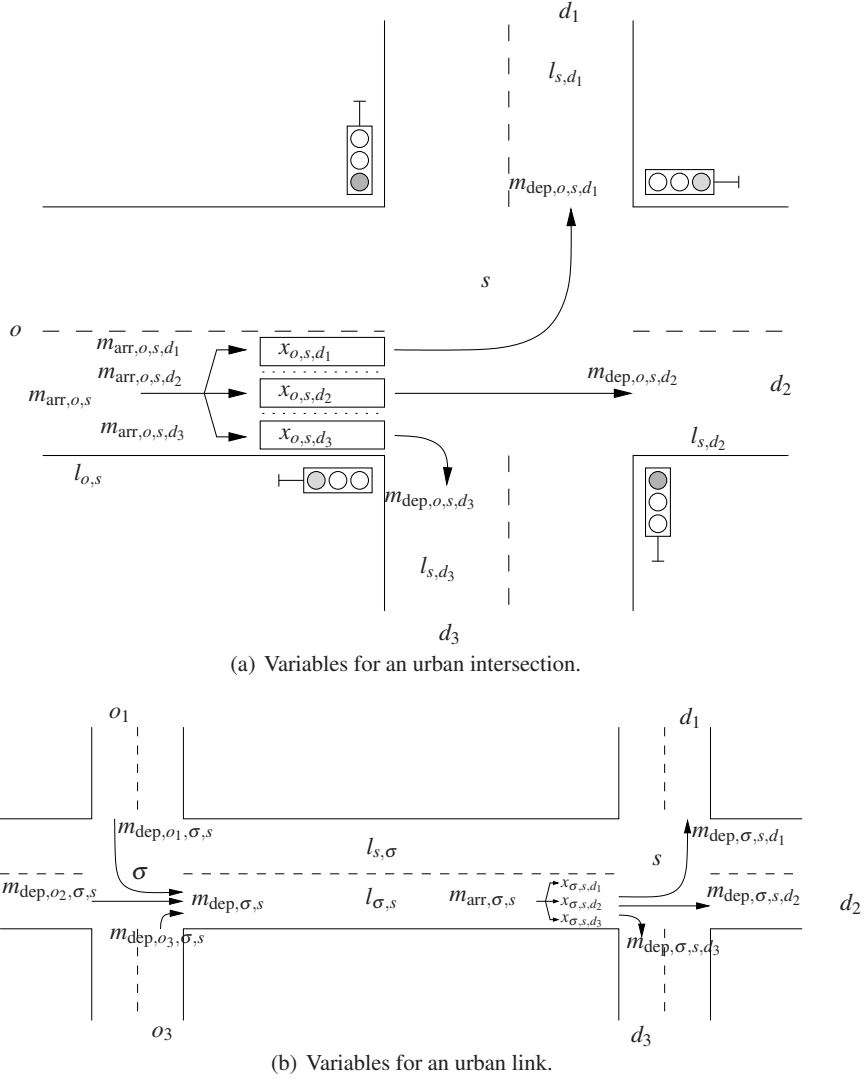 d₁
l_{s,d₁}
m_{dep,o,s,d₁}
s
o
m_{arr,o,s,d₁}
x_{o,s,d₁}
m_{arr,o,s,d₂}
m_{arr,o,s}
x_{o,s,d₂}
m_{dep,o,s,d₂}
d₂
m_{arr,o,s,d₃}
x_{o,s,d₃}
l_{s,d₂}
l_{o,s}
m_{dep,o,s,d₃}
l_{s,d₃}
d₃
(a) Variables for an urban intersection.
o₁
d₁
m_{dep,o₁,σ,s}
l_{s,σ}
m_{dep,σ,s,d₁}
σ
s
m_{dep,o₂,σ,s}
m_{dep,σ,s}
l_{σ,s}
m_{arr,σ,s}
x_{σ,s,d₁}
x_{σ,s,d₂}
x_{σ,s,d₃}
m_{dep,σ,s,d₂}
d₂
m_{dep,o₃,σ,s}
m_{dep,σ,s,d₃}
o₃
d₃
(b) Variables for an urban link.